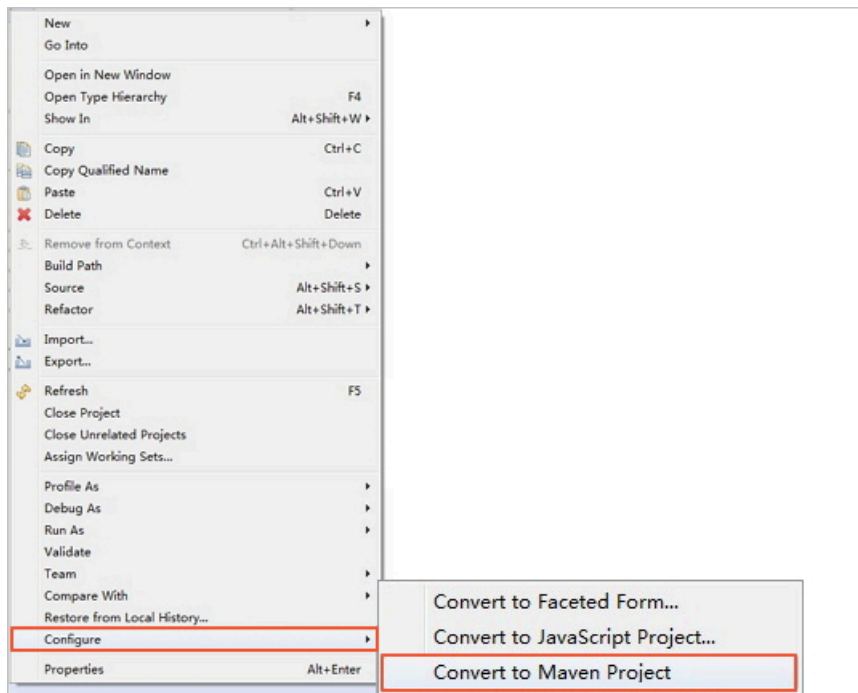 New
Go Into
Open in New Window
Open Type Hierarchy F4
Show In Alt+Shift+W
Copy Ctrl+C
Copy Qualified Name
Paste Ctrl+V
Delete Delete
Remove from Context Ctrl+Alt+Shift+Down
Build Path
Source Alt+Shift+S
Refactor Alt+Shift+T
Import...
Export...
Refresh F5
Close Project
Close Unrelated Projects
Assign Working Sets...
Profile As
Debug As
Run As
Validate
Team
Compare With
Restore from Local History...
Configure
Properties Alt+Enter
Convert to Faceted Form...
Convert to JavaScript Project...
Convert to Maven Project